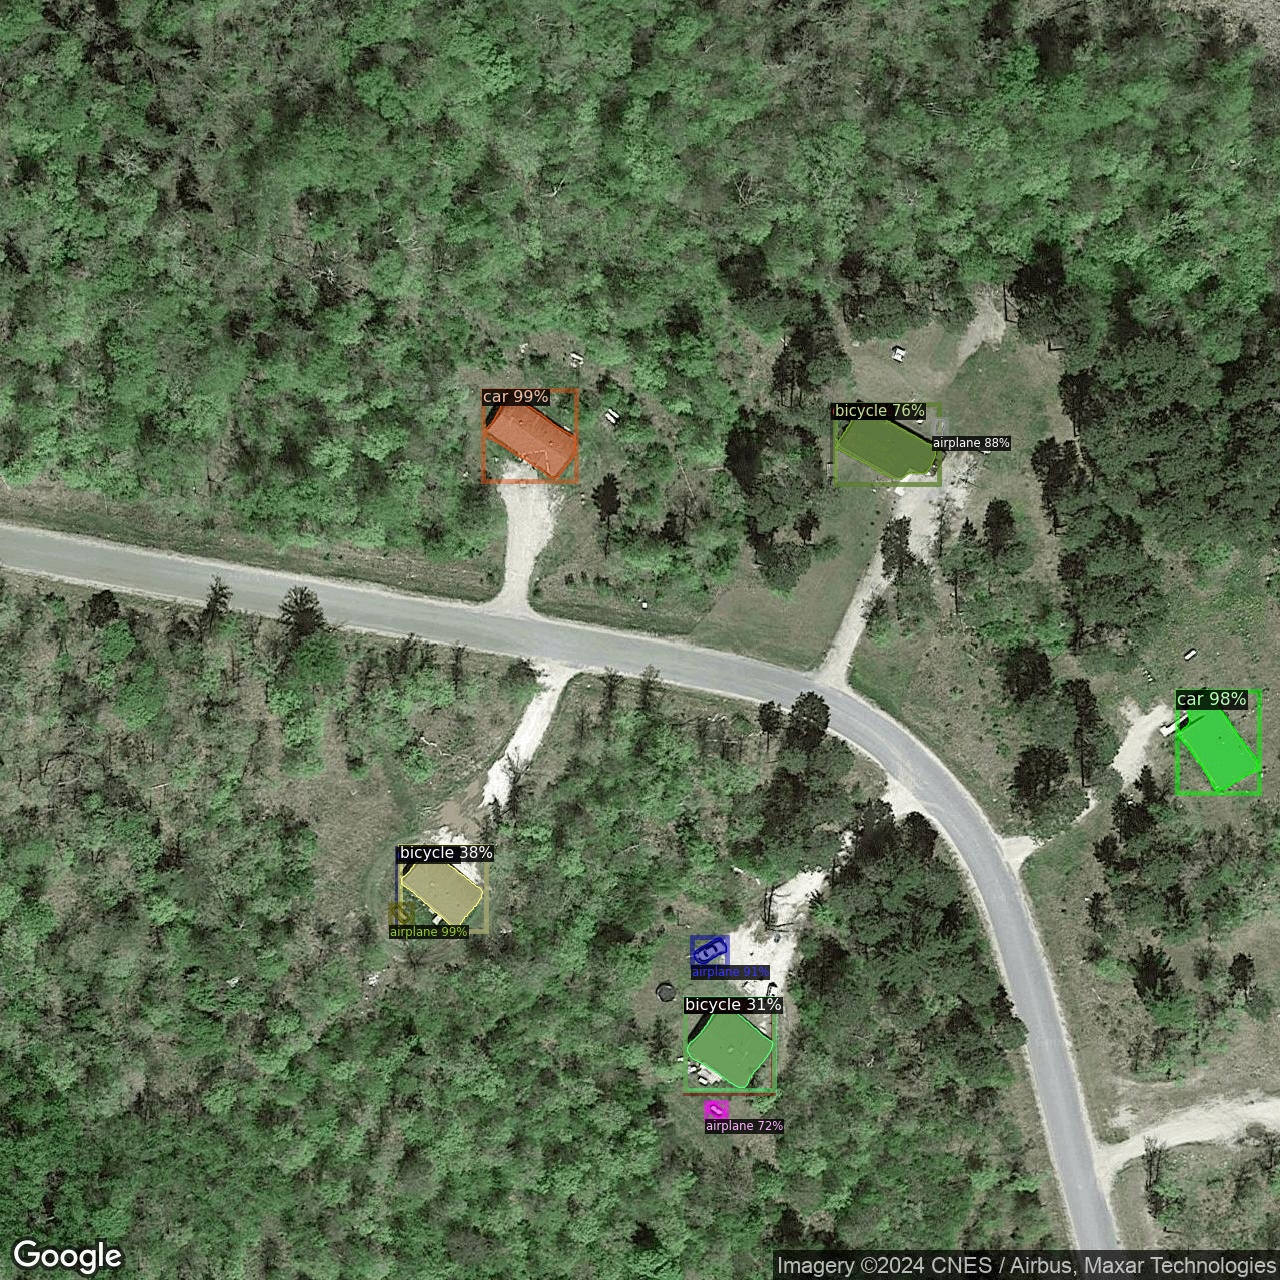 car 99%
bicycle 76%
airplane 88%
car 98%
bicycle 38%
airplane 99%
airplane 91%
bicycle 31%
airplane 72%
Google
Imagery ©2024 CNES / Airbus, Maxar Technologies